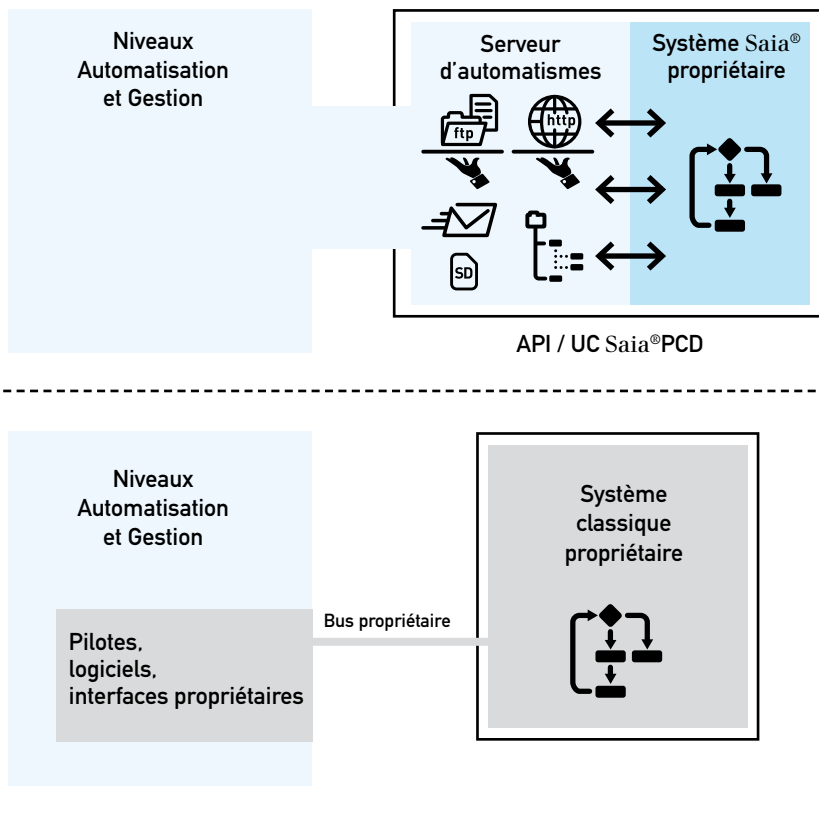 Niveaux
Automatisation
et Gestion
Serveur
d'automatismes
Système Saia®
propriétaire
ftp
http
SD
API / UC Saia®PCD
Niveaux
Automatisation
et Gestion
Système
classique
propriétaire
Bus propriétaire
Pilotes,
logiciels,
interfaces propriétaires